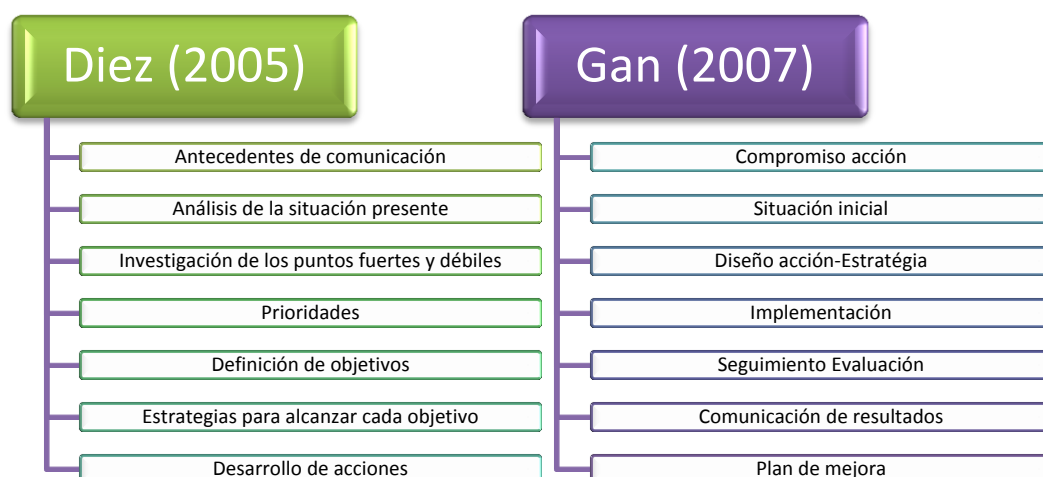 Diez (2005)
Antecedentes de comunicación
Análisis de la situación presente
Investigación de los puntos fuertes y débiles
Prioridades
Definición de objetivos
Estrategias para alcanzar cada objetivo
Desarrollo de acciones
Gan (2007)
Compromiso acción
Situación inicial
Diseño acción-Estratégia
Implementación
Seguimiento Evaluación
Comunicación de resultados
Plan de mejora